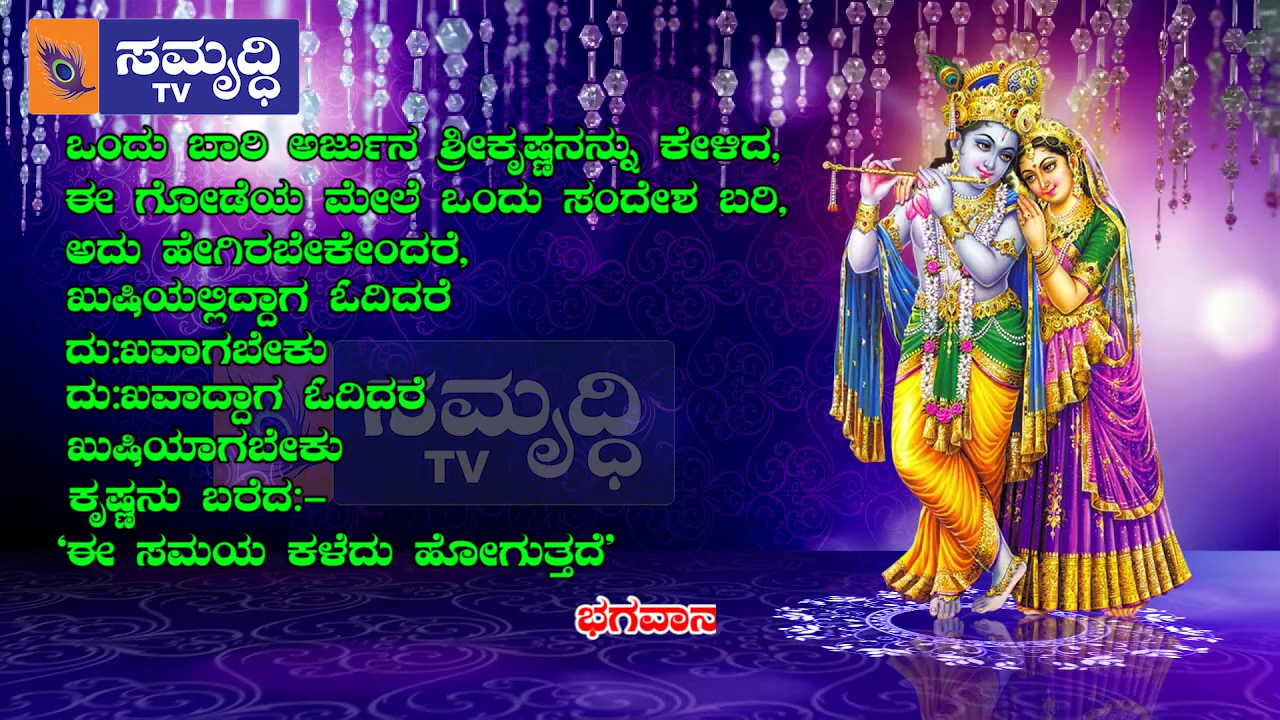 ಸಮೃದ್ಧಿ
TV
ಒಂದು ಬಾರಿ ಅರ್ಜುನ ಶ್ರೀಕೃಷ್ಣನನ್ನು ಕೇಳಿದ,
ಈ ಗೋಡೆಯ ಮೇಲೆ ಒಂದು ಸಂದೇಶ ಬರಿ,
ಅದು ಹೇಗಿರಬೇಕೇಂದರೆ,
ಖುಷಿಯಲ್ಲಿದ್ದಾಗ ಓದಿದರೆ
ದು:ಖವಾಗಬೇಕು
ದು:ಖವಾದ್ದಾಗ ಓದಿದರೆ
ಖುಷಿಯಾಗಬೇಕು
ಕೃಷ್ಣನು ಬರೆದ:–
‘ಈ ಸಮಯ ಕಳೆದು ಹೋಗುತ್ತದೆ’
ಭಗವಾನ
ಸಮೃದ್ಧಿ
TV